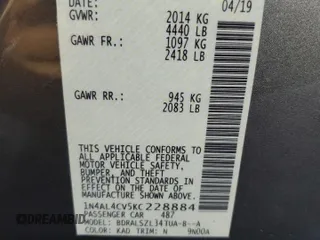 DATE: 04/19
GVWR: 2014 KG
4440 LB
GAWR FR.: 1097 KG
2418 LB
GAWR RR.: 945 KG
2083 LB
THIS VEHICLE CONFORMS TO
ALL APPLICABLE FEDERAL
MOTOR VEHICLE SAFETY,
BUMPER, AND THEFT
PREVENTION STANDARDS IN
EFFECT ON THE DATE OF
MANUFACTURE SHOWN ABOVE.
1N4AL4CV5KC228884
PASSENGER CAR 487
MODEL: BDRALSZL34TUA-B--A
COLOR: KAD TRIM: N 9N00A